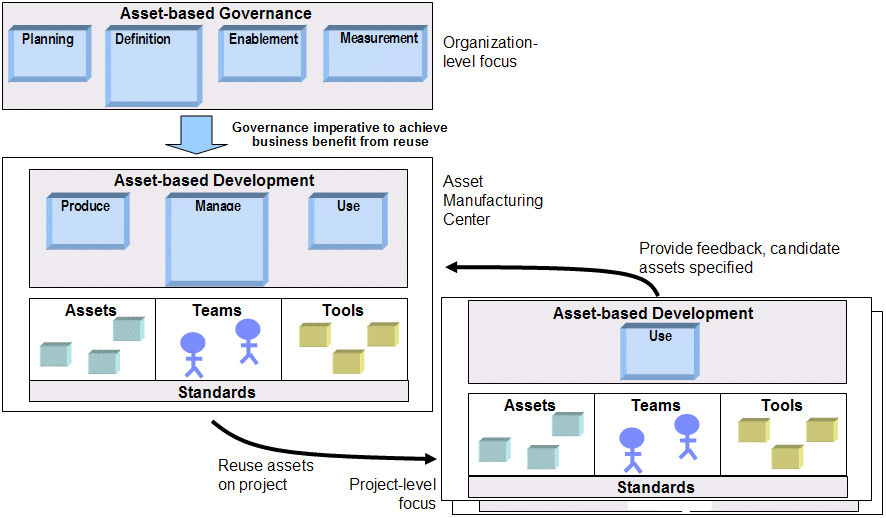 Asset-based Governance
Planning
Definition
Enablement
Measurement
Organization-
level focus
Governance imperative to achieve
business benefit from reuse
Asset-based Development
Produce
Manage
Use
Asset
Manufacturing
Center
Assets
Teams
Tools
Standards
Provide feedback, candidate
assets specified
Asset-based Development
Use
Assets
Teams
Tools
Standards
Reuse assets
on project
Project-level
focus